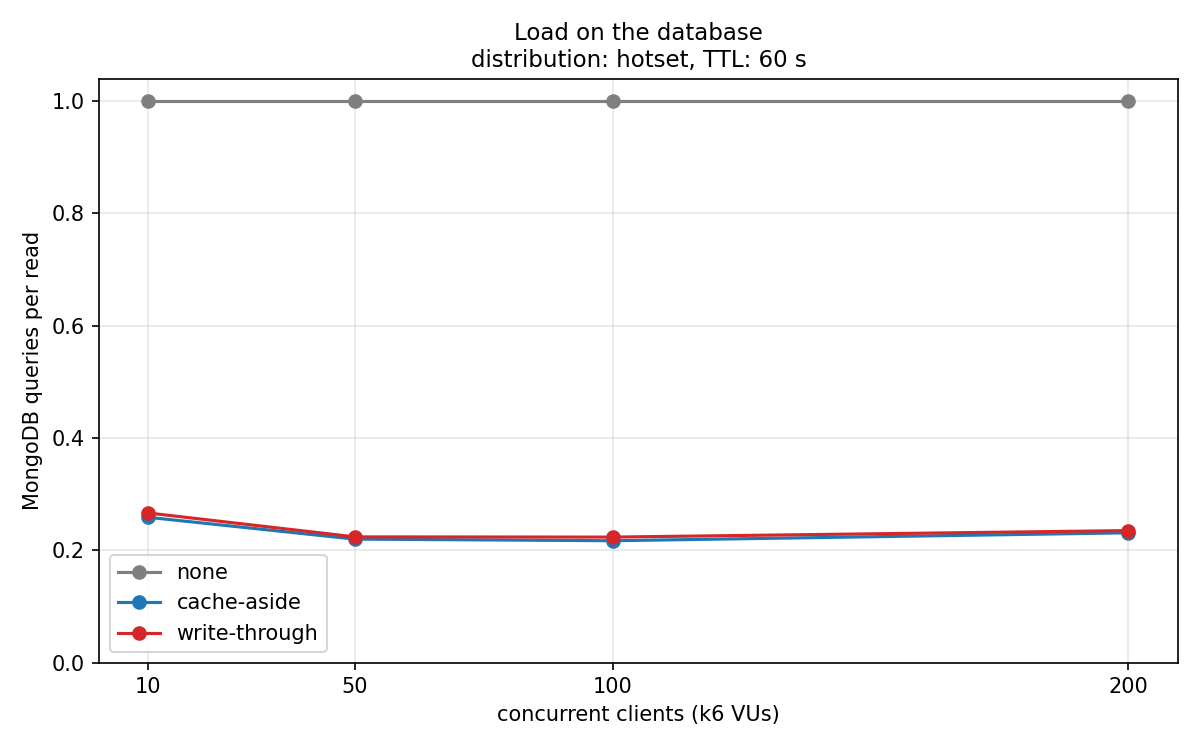 Load on the database
distribution: hotset, TTL: 60 s
MongoDB queries per read
1.0
0.8
0.6
0.4
0.2
0.0
none
cache-aside
write-through
10 50 100 200
concurrent clients (k6 VUs)